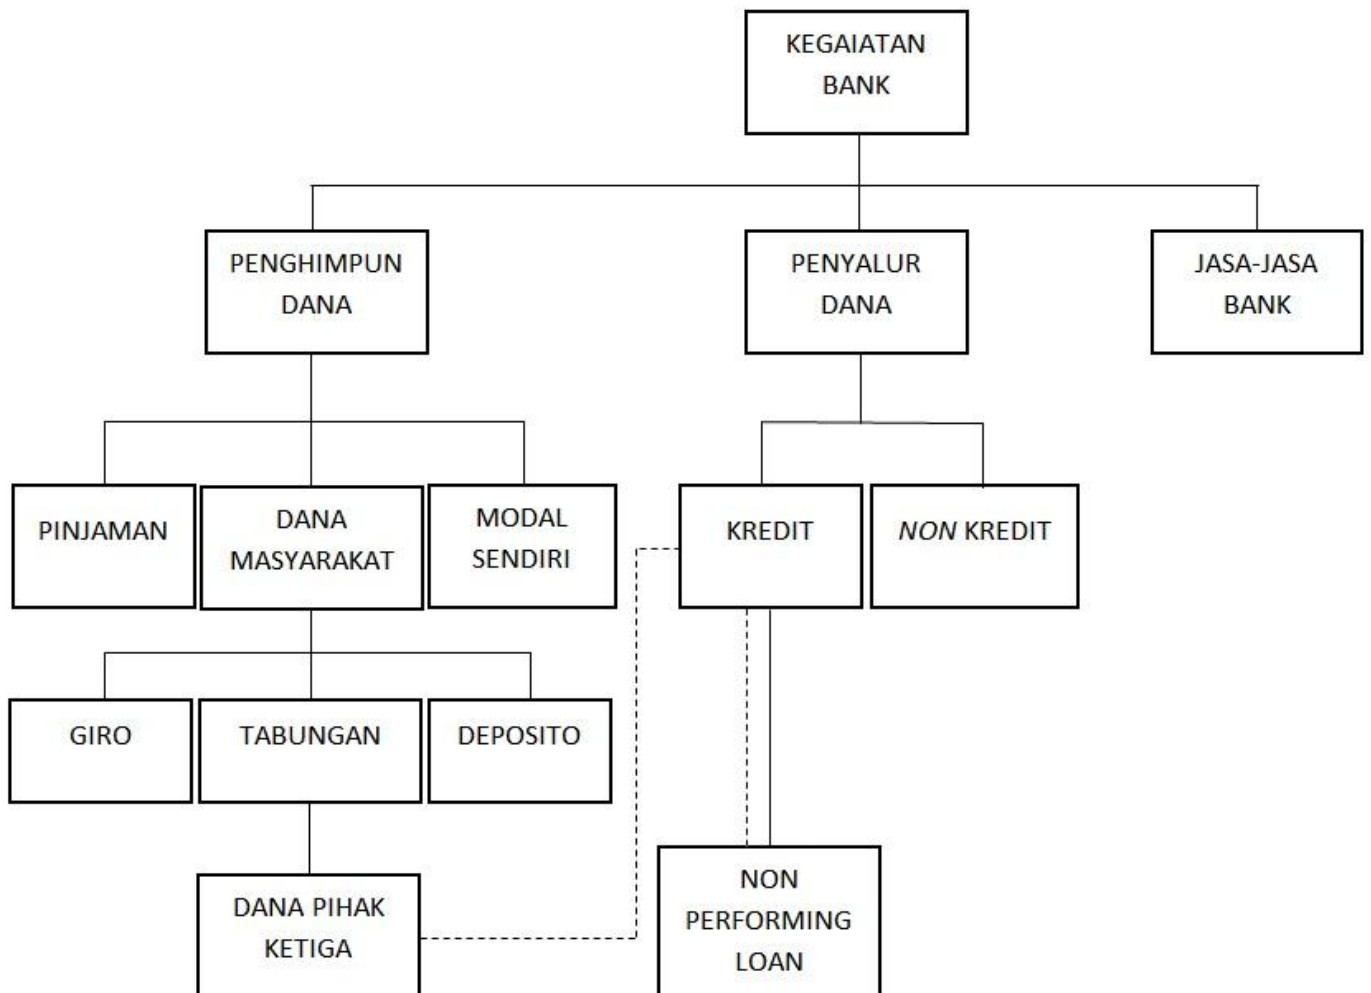 KEGAIATAN
BANK
PENGHIMPUN
DANA
PENYALUR
DANA
JASA-JASA
BANK
PINJAMAN
DANA
MASYARAKAT
MODAL
SENDIRI
KREDIT
NON KREDIT
GIRO
TABUNGAN
DEPOSITO
DANA PIHAK
KETIGA
NON
PERFORMING
LOAN